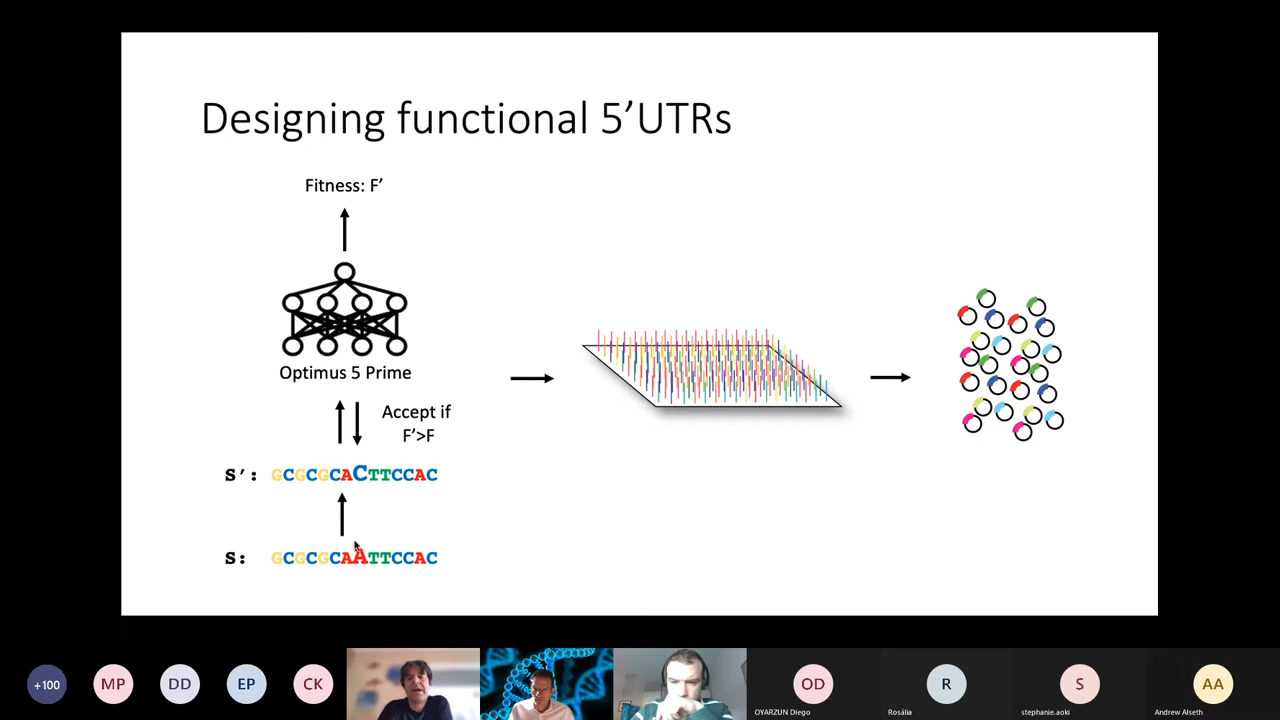 Designing functional 5’UTRs
Fitness: F’
Optimus 5 Prime
Accept if
F’>F
S’: GCGCGCACTTCCAC
S: GCGCGCAATTCCAC
+100
MP
DD
EP
CK
OD
R
S
AA
OYARZUN Diego
Rosália
stephanie.aoki
Andrew Alseth